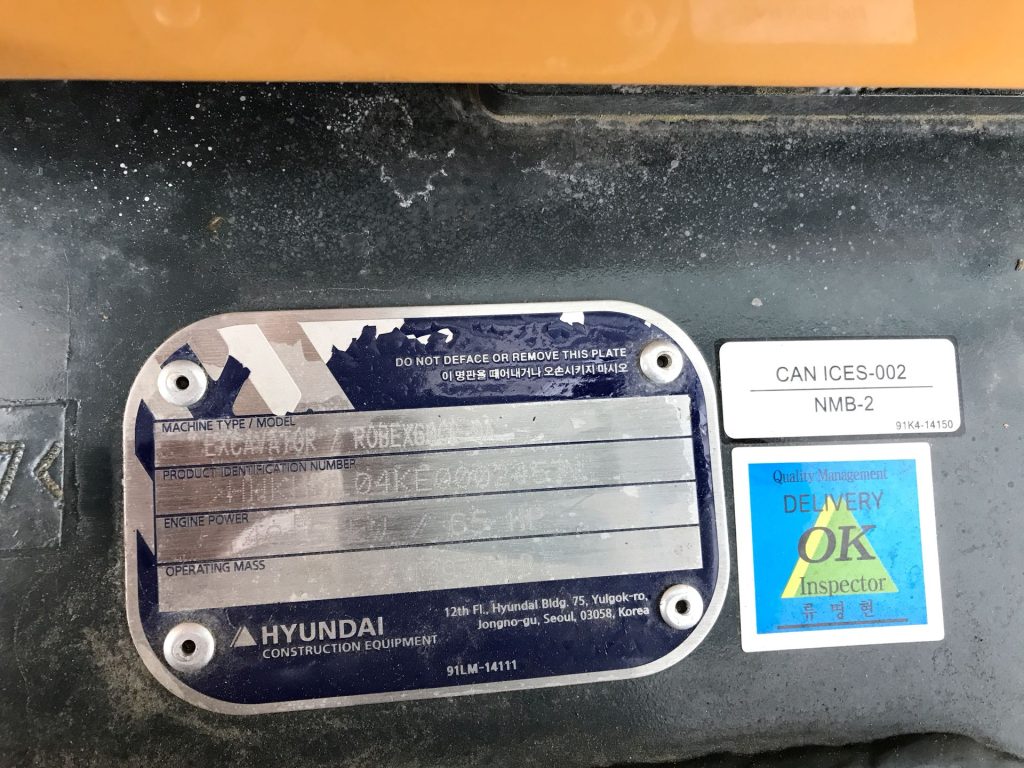 DO NOT DEFACE OR REMOVE THIS PLATE
이 명판을 떼어내거나 오손시키지 마시오
MACHINE TYPE / MODEL
EXCAVATOR /
PRODUCT IDENTIFICATION NUMBER
ENGINE POWER
OPERATING MASS
HYUNDAI
CONSTRUCTION EQUIPMENT
12th Fl., Hyundai Bldg. 75, Yulgok-ro,
Jongno-gu, Seoul, 03058, Korea
91LM-14111
CAN ICES-002
NMB-2
91K4-14150
Quality Management
DELIVERY
OK
Inspector
류명현